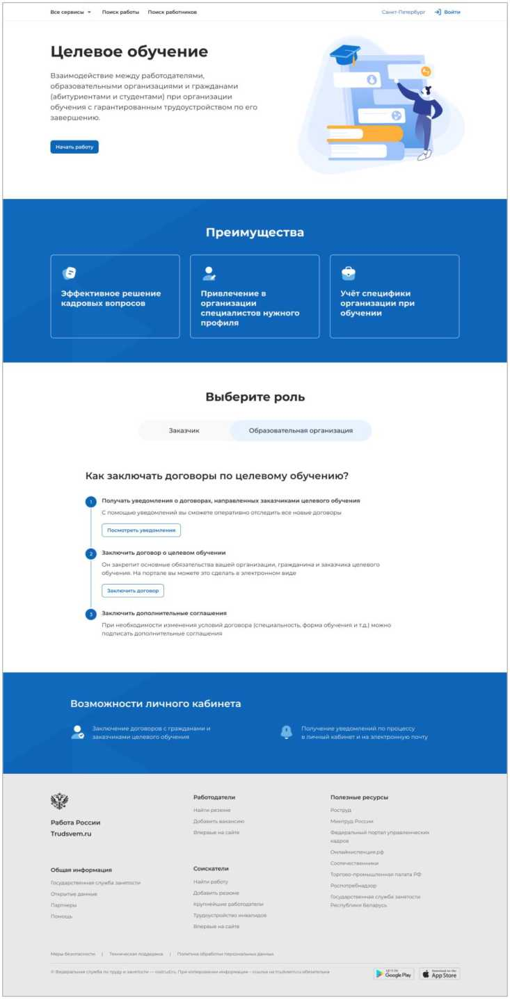 Все сервисы
Поиск работы
Поиск работников
Санкт-Петербург
Войти
Целевое обучение
Взаимодействие между работодателями,
образовательными организациями и гражданами
(абитуриентами и студентами) при организации
обучения с гарантированным трудоустройством по его
завершению.
Начать работу
Преимущества
Эффективное решение
кадровых вопросов
Привлечение в
организации
специалистов нужного
профиля
Учёт специфики
организации при
обучении
Выберите роль
Заказчик
Образовательная организация
Как заключать договоры по целевому обучению?
1
Получать уведомления о договорах, направленных заказчиками целевого обучения
С помощью уведомлений вы сможете оперативно отследить все новые договоры
Посмотреть уведомления
2
Заключить договор о целевом обучении
Он закрепит основные обязательства вашей организации, гражданина и заказчика целевого
обучения. На портале вы можете это сделать в электронном виде
Заключить договор
3
Заключить дополнительные соглашения
При необходимости изменения условий договора (специальность, форма обучения и т.д.) можно
подписать дополнительные соглашения
Возможности личного кабинета
Заключение договоров с гражданами и
заказчиками целевого обучения
Получение уведомлений по процессу
в личный кабинет и на электронную почту
Работа России
Trudsvem.ru
Общая информация
Государственная служба занятости
Открытые данные
Партнеры
Помощь
Работодатели
Найти резюме
Добавить вакансию
Впервые на сайте
Соискатели
Найти работу
Добавить резюме
Крупнейшие работодатели
Трудоустройство инвалидов
Впервые на сайте
Полезные ресурсы
Роструд
Минтруд России
Федеральный портал управленческих
кадров
Онлайнинспекция.рф
Соотечественники
Торгово-промышленная палата РФ
Роспотребнадзор
Государственная служба занятости
Республики Беларусь
Меры безопасности | Техническая поддержка | Политика обработки персональных данных
© Федеральная служба по труду и занятости — rostrud.ru, При копировании информации – ссылка на trudvsem.ru обязательна
GET IT ON
Google Play
Download on the
App Store